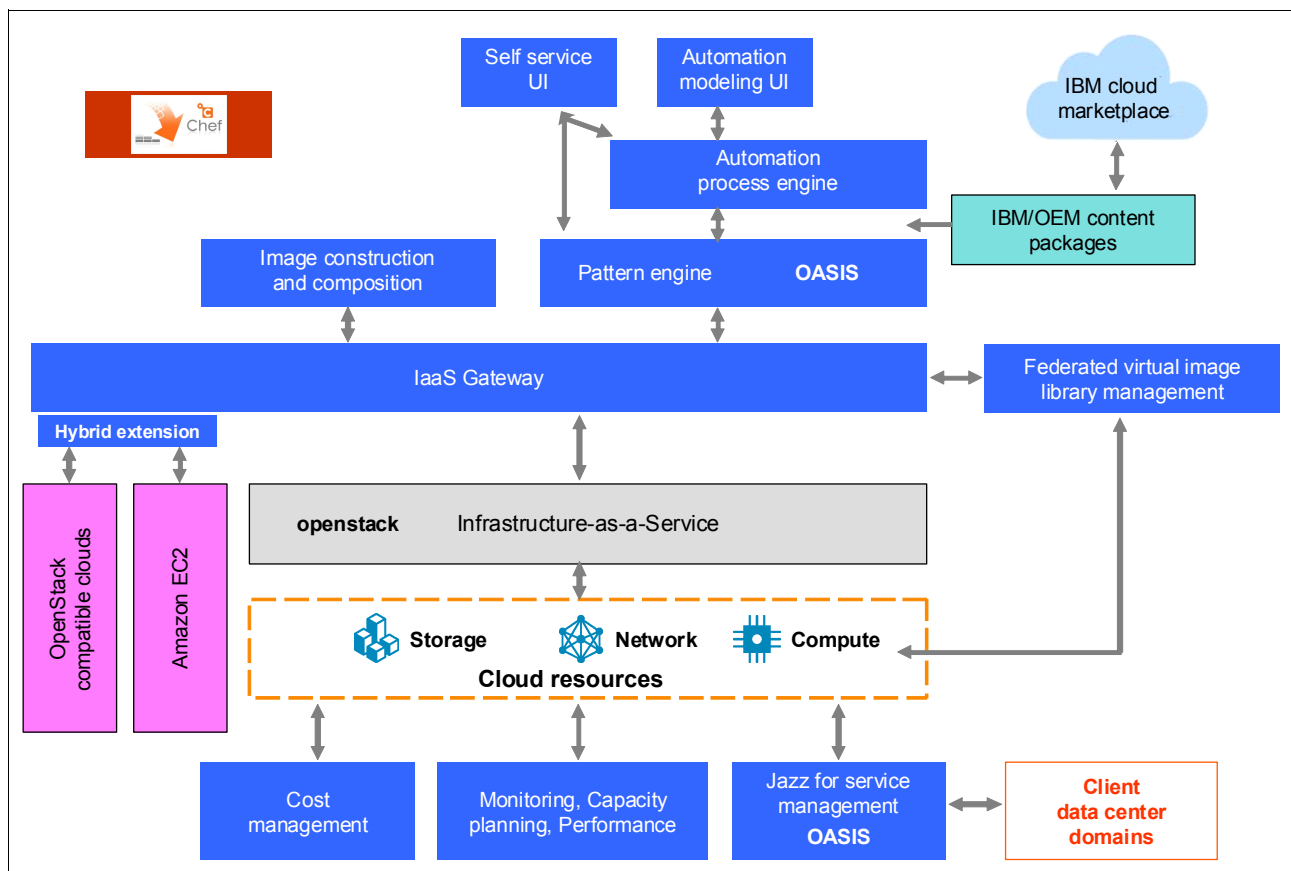 Self service
UI
Automation
modeling UI
IBM cloud
marketplace
Chef
Automation
process engine
IBM/OEM content
packages
Image construction
and composition
Pattern engine OASIS
IaaS Gateway
Federated virtual image
library management
Hybrid extension
OpenStack
compatible clouds
Amazon EC2
openstack Infrastructure-as-a-Service
Storage Network Compute
Cloud resources
Cost
management
Monitoring, Capacity
planning, Performance
Jazz for service
management
OASIS
Client
data center
domains